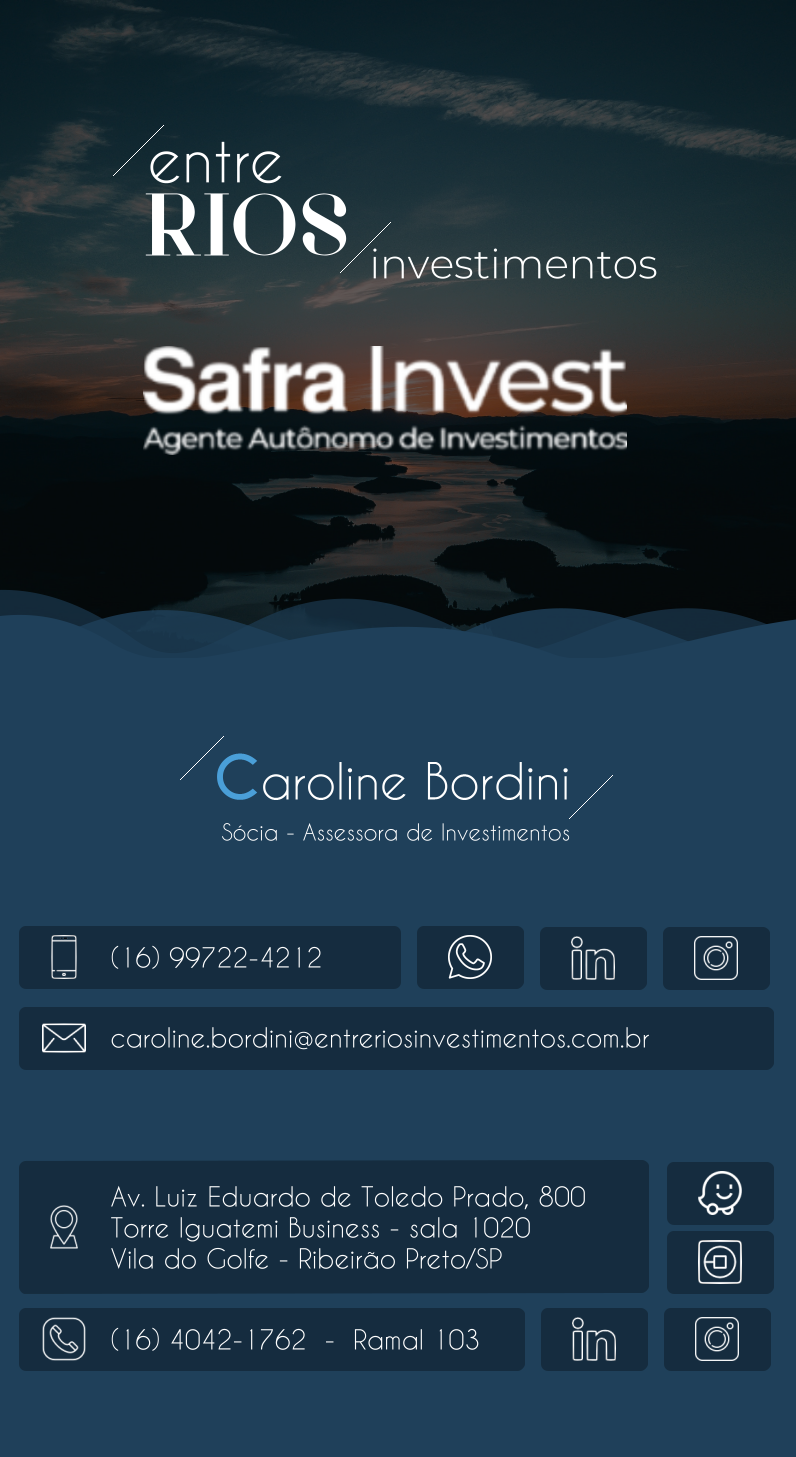 entre
RIOS
investimentos
Safra Invest
Agente Autônomo de Investimentos
Caroline Bordini
Sócia - Assessora de Investimentos
(16) 99722-4212
in
caroline.bordini@entreriosinvestimentos.com.br
Av. Luiz Eduardo de Toledo Prado, 800
Torre Iguatemi Business - sala 1020
Vila do Golfe - Ribeirão Preto/SP
(16) 4042-1762 - Ramal 103
in